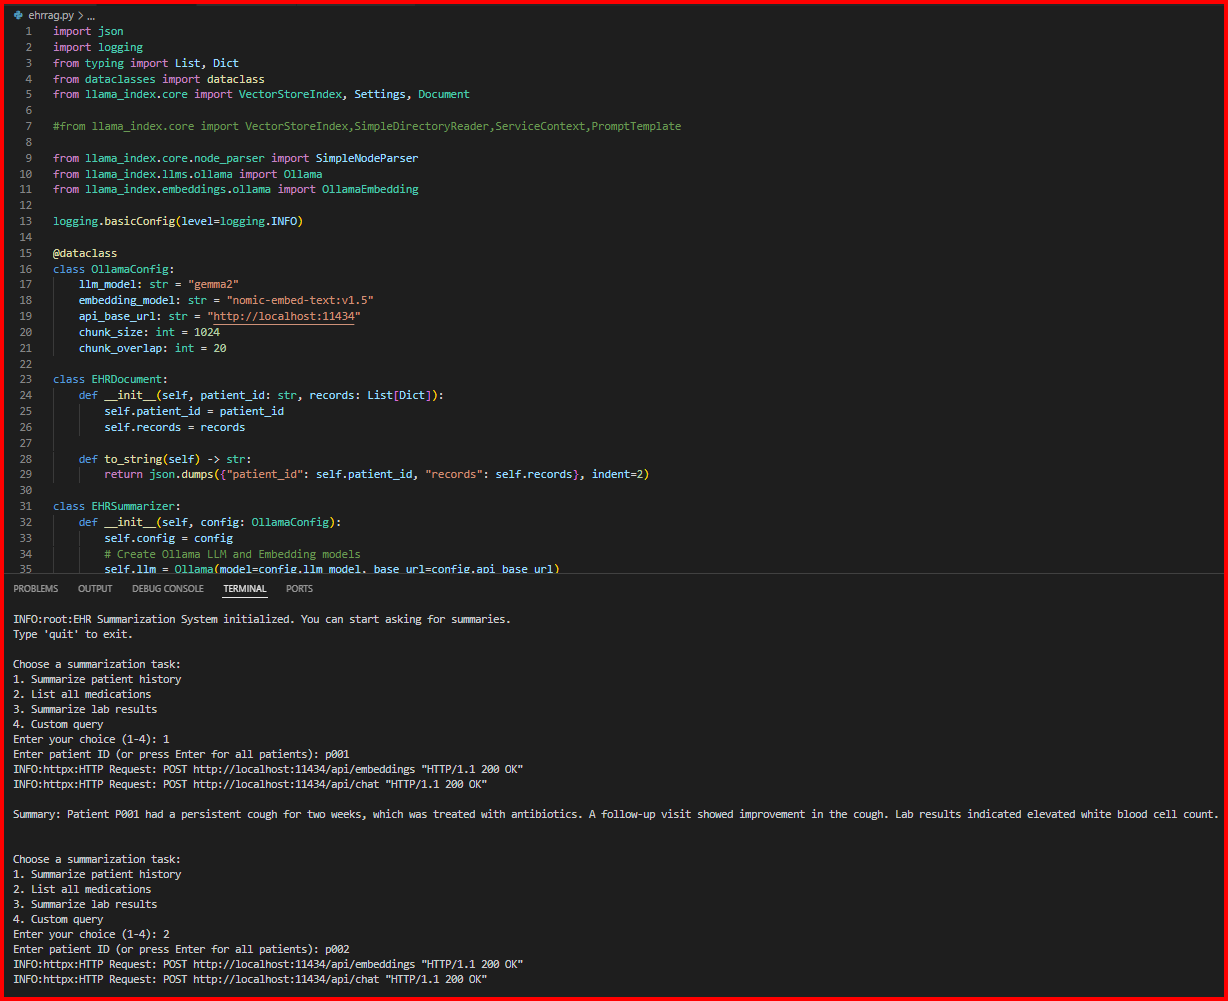 ehrrag.py > ...
1 import json
2 import logging
3 from typing import List, Dict
4 from dataclasses import dataclass
5 from llama_index.core import VectorStoreIndex, Settings, Document
6
7 #from llama_index.core import VectorStoreIndex,SimpleDirectoryReader,ServiceContext,PromptTemplate
8
9 from llama_index.core.node_parser import SimpleNodeParser
10 from llama_index.llms.ollama import Ollama
11 from llama_index.embeddings.ollama import OllamaEmbedding
12
13 logging.basicConfig(level=logging.INFO)
14
15 @dataclass
16 class OllamaConfig:
17     llm_model: str = "gemma2"
18     embedding_model: str = "nomic-embed-text:v1.5"
19     api_base_url: str = "http://localhost:11434"
20     chunk_size: int = 1024
21     chunk_overlap: int = 20
22
23 class EHRDocument:
24     def __init__(self, patient_id: str, records: List[Dict]):
25         self.patient_id = patient_id
26         self.records = records
27
28     def to_string(self) -> str:
29         return json.dumps({"patient_id": self.patient_id, "records": self.records}, indent=2)
30
31 class EHRSummarizer:
32     def __init__(self, config: OllamaConfig):
33         self.config = config
34         # Create Ollama LLM and Embedding models
35         self.llm = Ollama(model=config.llm_model, base_url=config.api_base_url)
PROBLEMS OUTPUT DEBUG CONSOLE TERMINAL PORTS
INFO:root:EHR Summarization System initialized. You can start asking for summaries.
Type 'quit' to exit.

Choose a summarization task:
1. Summarize patient history
2. List all medications
3. Summarize lab results
4. Custom query
Enter your choice (1-4): 1
Enter patient ID (or press Enter for all patients): p001
INFO:httpx:HTTP Request: POST http://localhost:11434/api/embeddings "HTTP/1.1 200 OK"
INFO:httpx:HTTP Request: POST http://localhost:11434/api/chat "HTTP/1.1 200 OK"

Summary: Patient P001 had a persistent cough for two weeks, which was treated with antibiotics. A follow-up visit showed improvement in the cough. Lab results indicated elevated white blood cell count.

Choose a summarization task:
1. Summarize patient history
2. List all medications
3. Summarize lab results
4. Custom query
Enter your choice (1-4): 2
Enter patient ID (or press Enter for all patients): p002
INFO:httpx:HTTP Request: POST http://localhost:11434/api/embeddings "HTTP/1.1 200 OK"
INFO:httpx:HTTP Request: POST http://localhost:11434/api/chat "HTTP/1.1 200 OK"